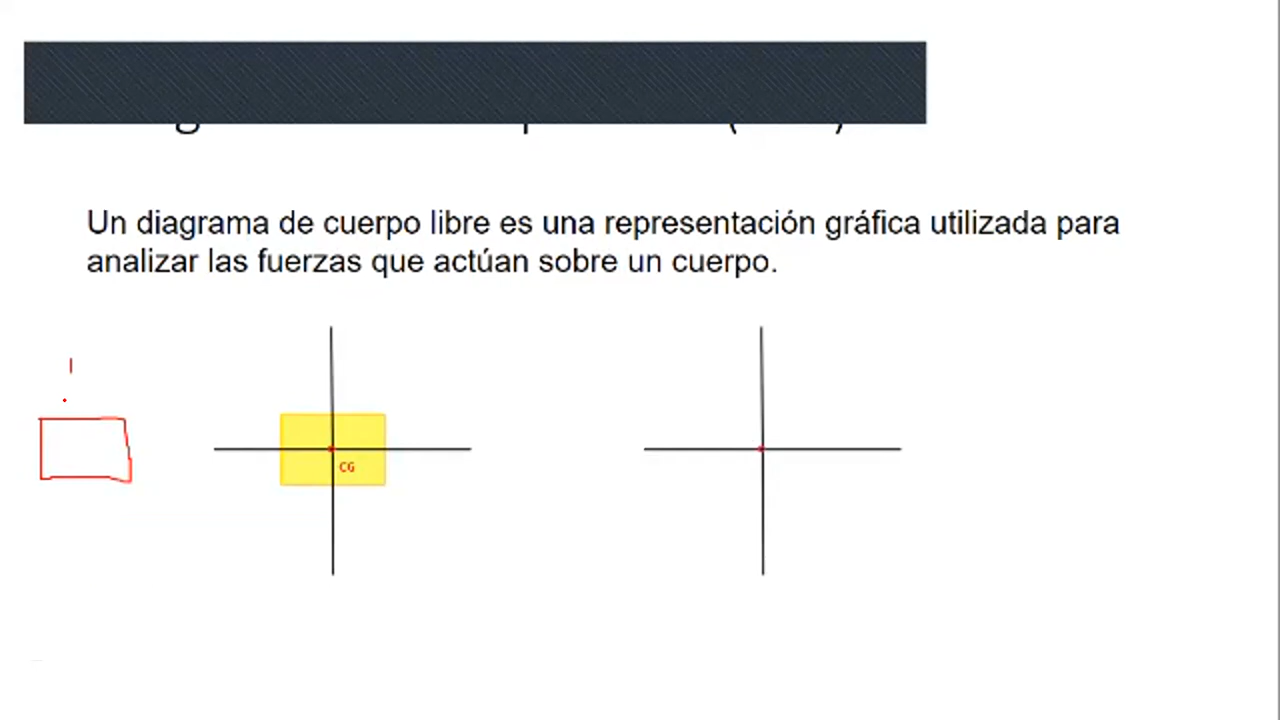 Un diagrama de cuerpo libre es una representación gráfica utilizada para
analizar las fuerzas que actúan sobre un cuerpo.
CG